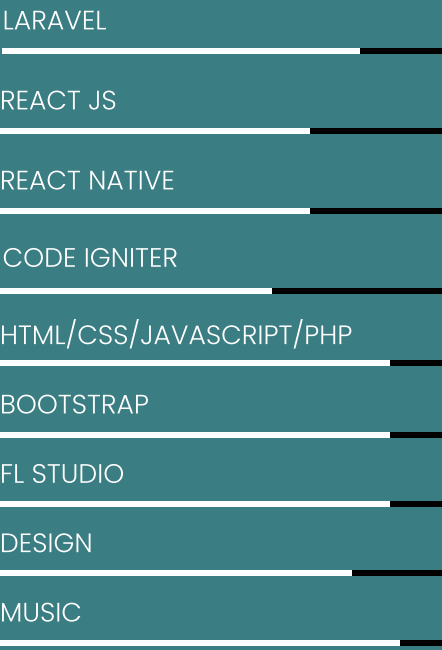 LARAVEL
REACT JS
REACT NATIVE
CODE IGNITER
HTML/CSS/JAVASCRIPT/PHP
BOOTSTRAP
FL STUDIO
DESIGN
MUSIC